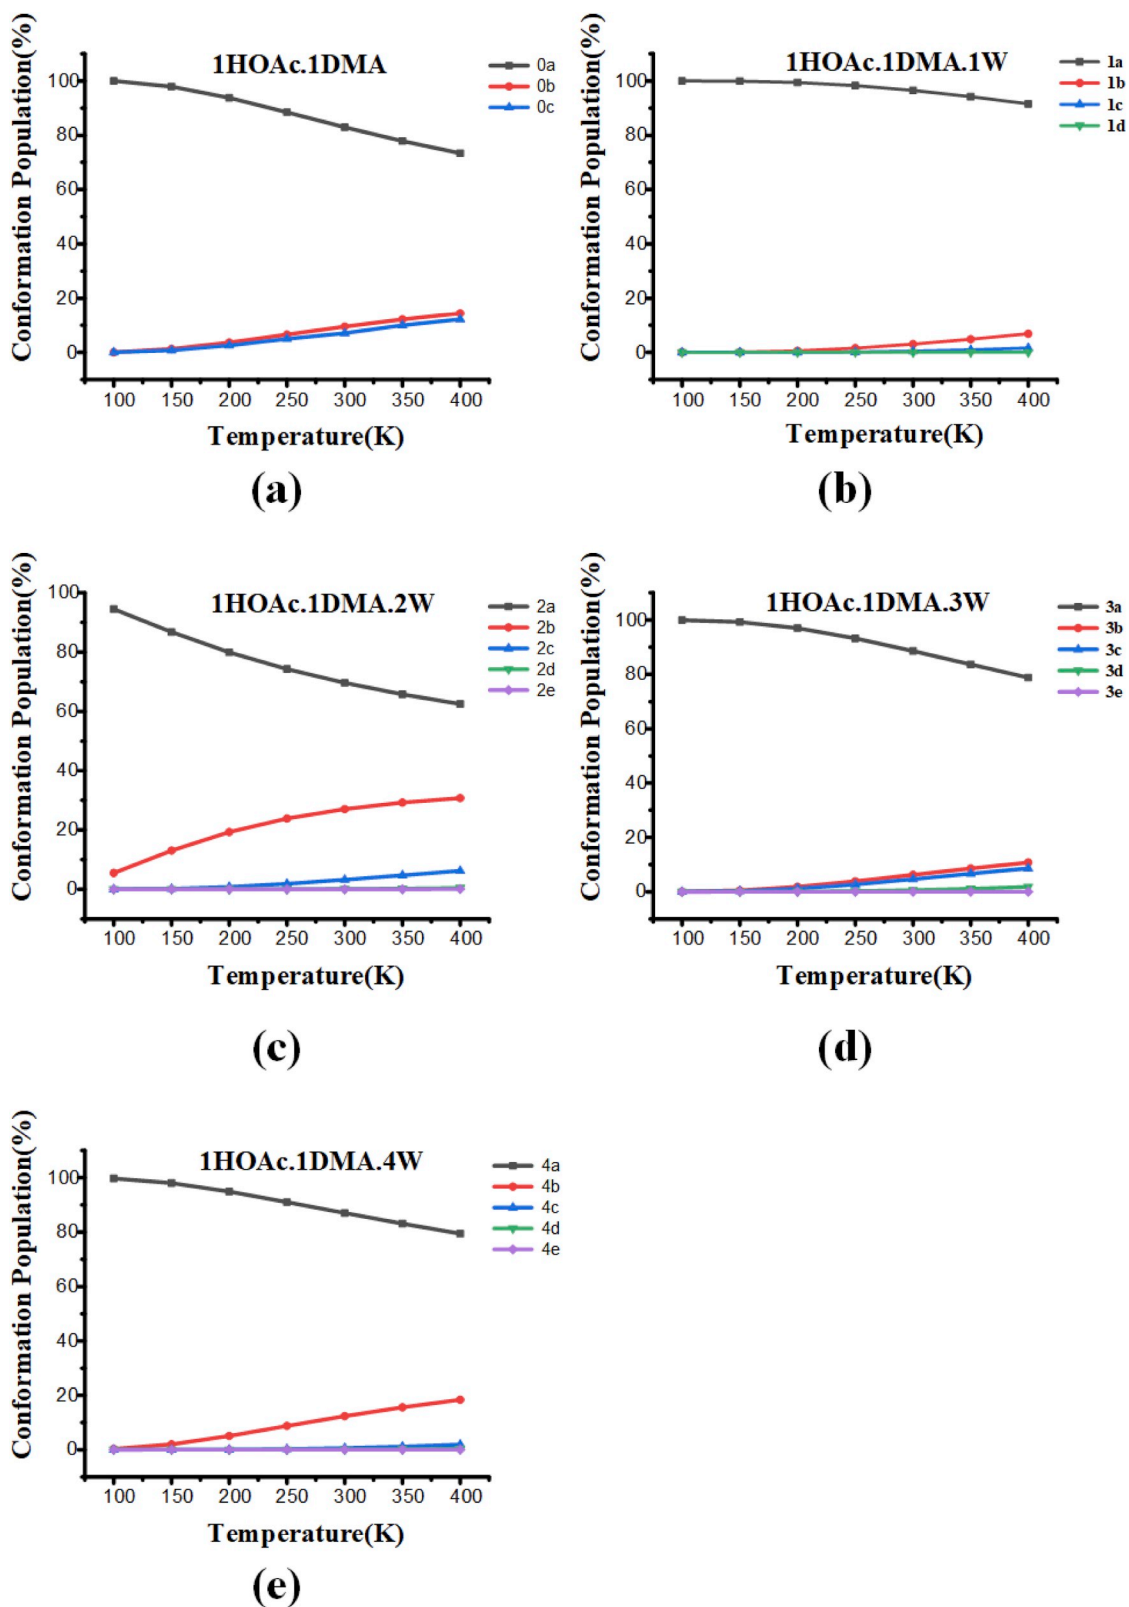 1HOAc.1DMA
0a
0b
0c
Conformation Population(%)
100
80
60
40
20
0
100 150 200 250 300 350 400
Temperature(K)
(a)
1HOAc.1DMA.1W
1a
1b
1c
1d
Conformation Population(%)
100
80
60
40
20
0
100 150 200 250 300 350 400
Temperature(K)
(b)
1HOAc.1DMA.2W
2a
2b
2c
2d
2e
Conformation Population(%)
100
80
60
40
20
0
100 150 200 250 300 350 400
Temperature(K)
(c)
1HOAc.1DMA.3W
3a
3b
3c
3d
3e
Conformation Population(%)
100
80
60
40
20
0
100 150 200 250 300 350 400
Temperature(K)
(d)
1HOAc.1DMA.4W
4a
4b
4c
4d
4e
Conformation Population(%)
100
80
60
40
20
0
100 150 200 250 300 350 400
Temperature(K)
(e)